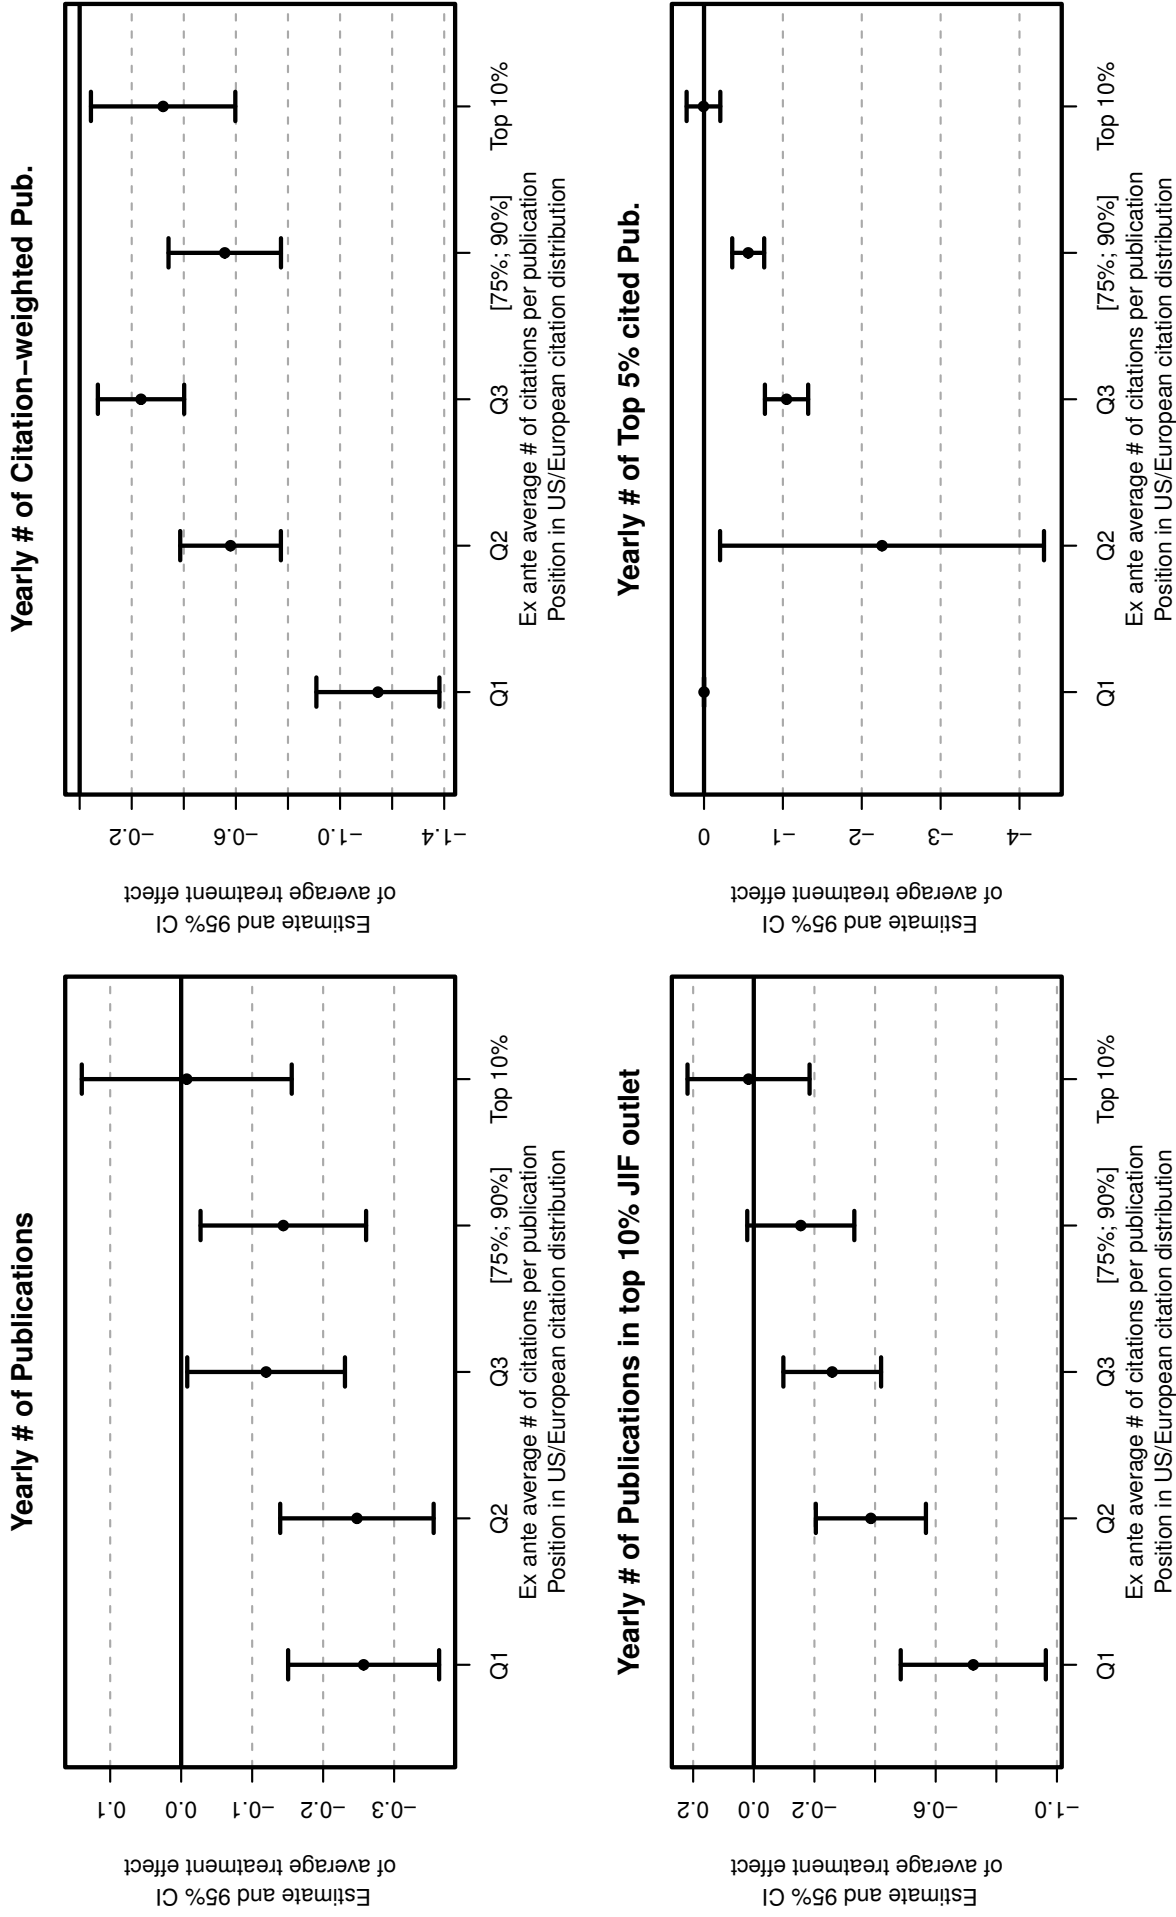 Yearly # of Publications
Estimate and 95% CI
of average treatment effect
0.1
0.0
−0.1
−0.2
−0.3
Q1 Q2 Q3 [75%; 90%] Top 10%
Ex ante average # of citations per publication
Position in US/European citation distribution
Yearly # of Citation−weighted Pub.
Estimate and 95% CI
of average treatment effect
−0.2
−0.6
−1.0
−1.4
Q1 Q2 Q3 [75%; 90%] Top 10%
Ex ante average # of citations per publication
Position in US/European citation distribution
Yearly # of Publications in top 10% JIF outlet
Estimate and 95% CI
of average treatment effect
0.2
0.0
−0.2
−0.6
−1.0
Q1 Q2 Q3 [75%; 90%] Top 10%
Ex ante average # of citations per publication
Position in US/European citation distribution
Yearly # of Top 5% cited Pub.
Estimate and 95% CI
of average treatment effect
0
−1
−2
−3
−4
Q1 Q2 Q3 [75%; 90%] Top 10%
Ex ante average # of citations per publication
Position in US/European citation distribution